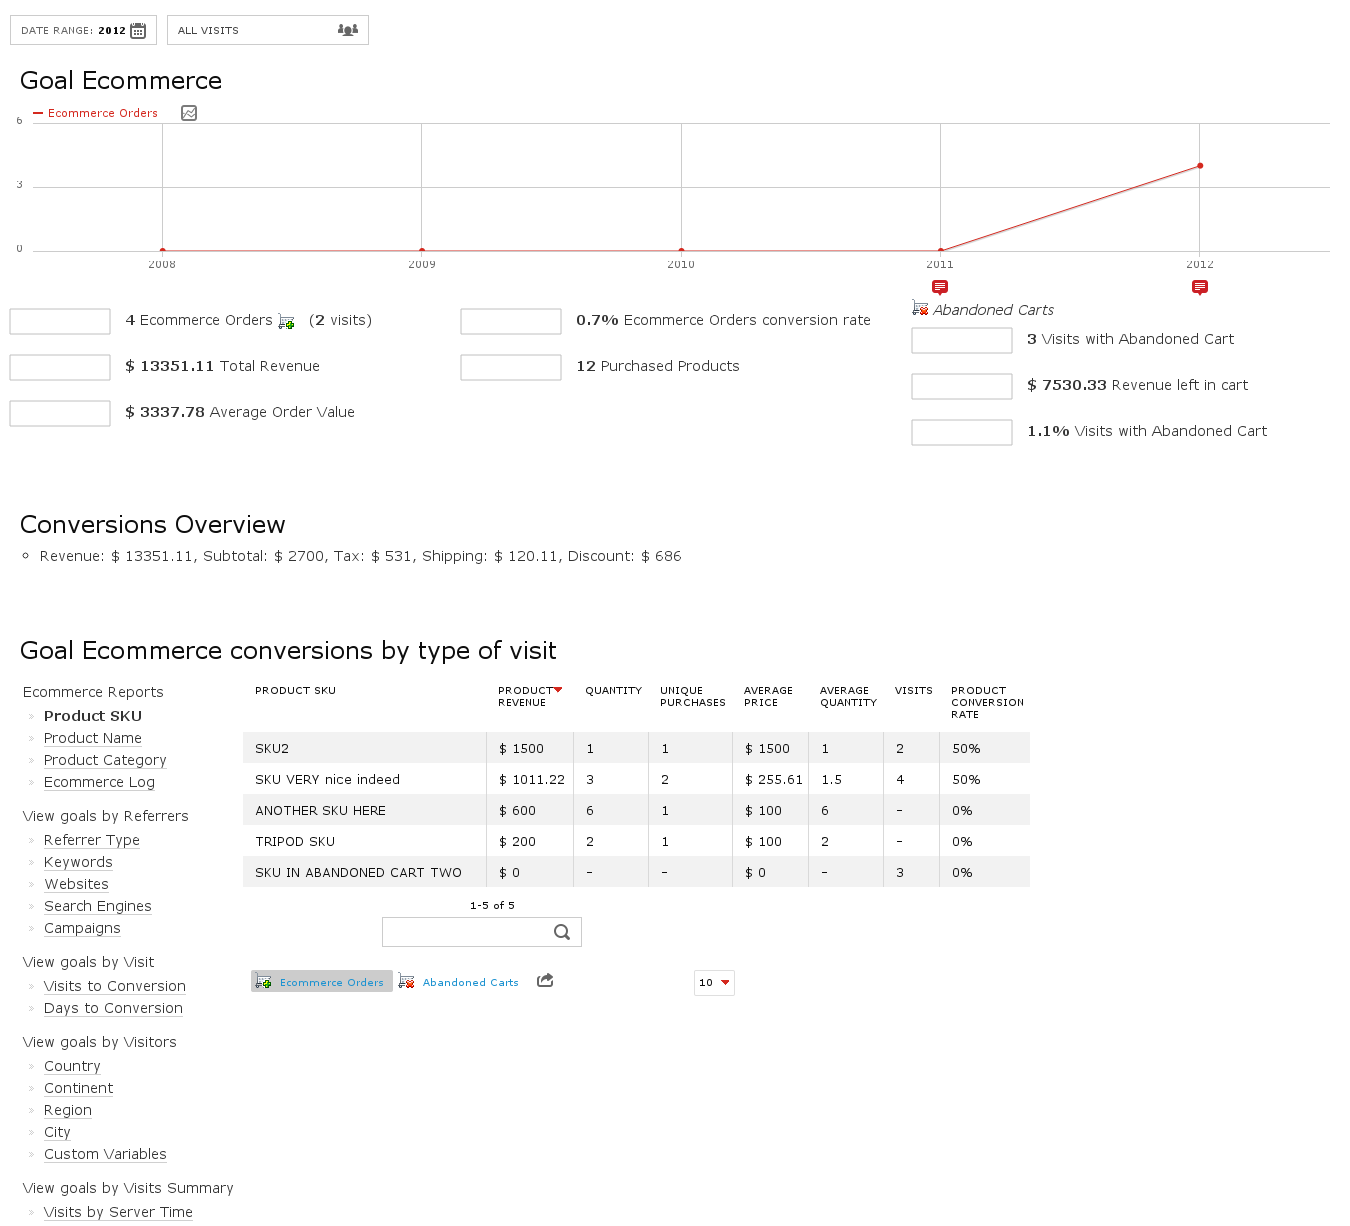 DATE RANGE: 2012
ALL VISITS
Goal Ecommerce
Ecommerce Orders
6
3
0
2008 2009 2010 2011 2012
4 Ecommerce Orders (2 visits)
$ 13351.11 Total Revenue
$ 3337.78 Average Order Value
0.7% Ecommerce Orders conversion rate
12 Purchased Products
Abandoned Carts
3 Visits with Abandoned Cart
$ 7530.33 Revenue left in cart
1.1% Visits with Abandoned Cart
Conversions Overview
Revenue: $ 13351.11, Subtotal: $ 2700, Tax: $ 531, Shipping: $ 120.11, Discount: $ 686
Goal Ecommerce conversions by type of visit
Ecommerce Reports
» Product SKU
» Product Name
» Product Category
» Ecommerce Log
View goals by Referrers
» Referrer Type
» Keywords
» Websites
» Search Engines
» Campaigns
View goals by Visit
» Visits to Conversion
» Days to Conversion
View goals by Visitors
» Country
» Continent
» Region
» City
» Custom Variables
View goals by Visits Summary
» Visits by Server Time
PRODUCT SKU PRODUCT REVENUE QUANTITY UNIQUE PURCHASES AVERAGE PRICE AVERAGE QUANTITY VISITS PRODUCT CONVERSION RATE
SKU2 $ 1500 1 1 $ 1500 1 2 50%
SKU VERY nice indeed $ 1011.22 3 2 $ 255.61 1.5 4 50%
ANOTHER SKU HERE $ 600 6 1 $ 100 6 - 0%
TRIPOD SKU $ 200 2 1 $ 100 2 - 0%
SKU IN ABANDONED CART TWO $ 0 - - $ 0 - 3 0%
1-5 of 5
Ecommerce Orders Abandoned Carts 10